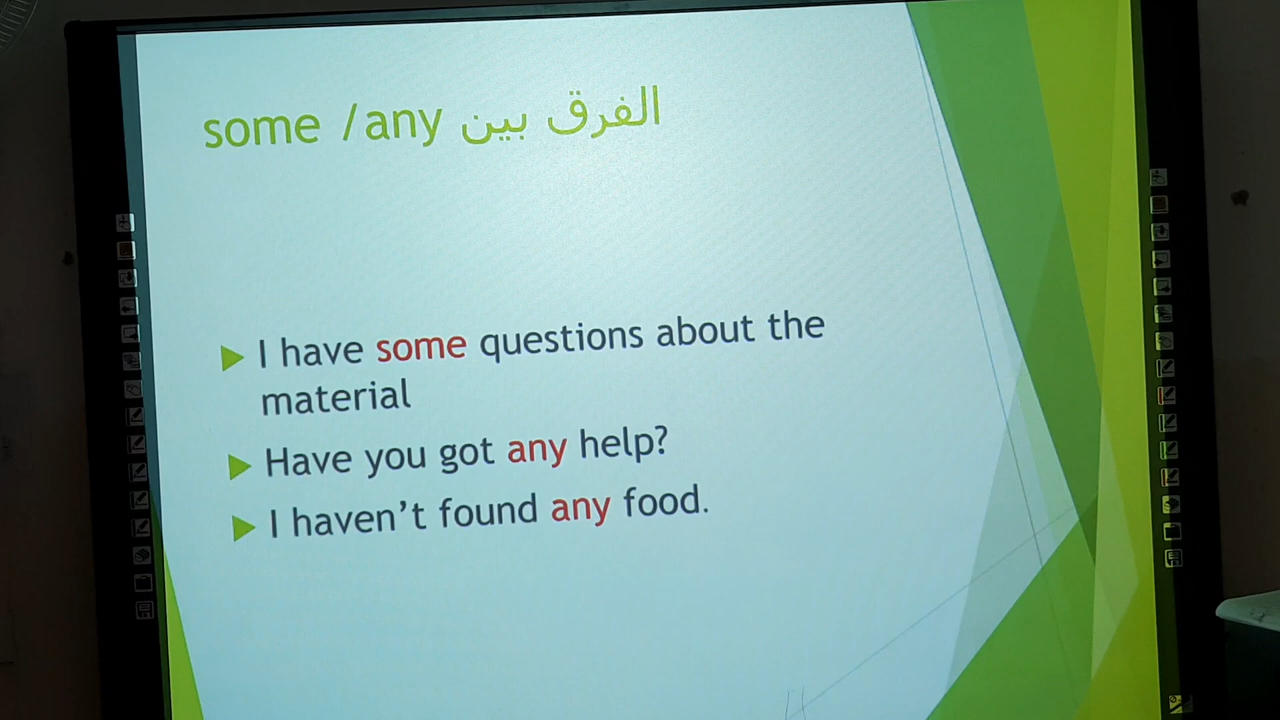 الفرق بين some /any
I have some questions about the
material
Have you got any help?
I haven’t found any food.